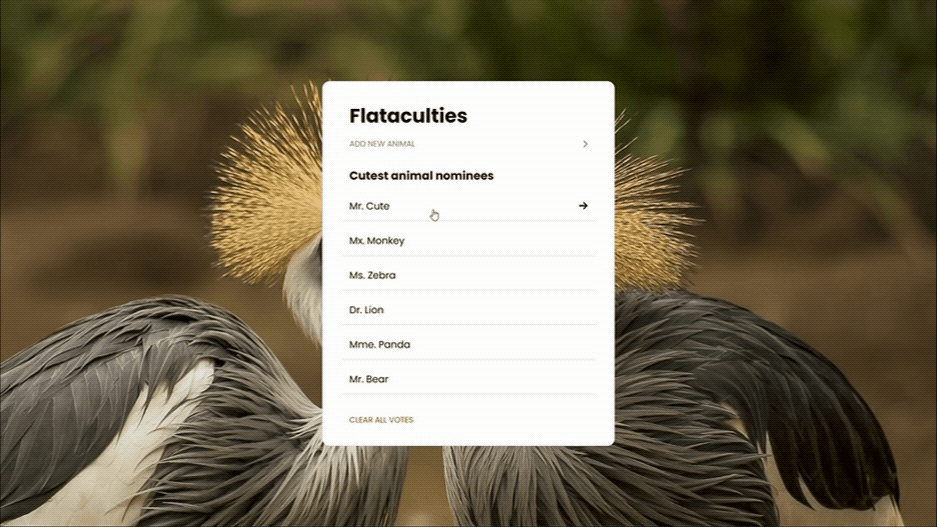 Flataculties
ADD NEW ANIMAL
Cutest animal nominees
Mr. Cute
Mx. Monkey
Ms. Zebra
Dr. Lion
Mme. Panda
Mr. Bear
CLEAR ALL VOTES